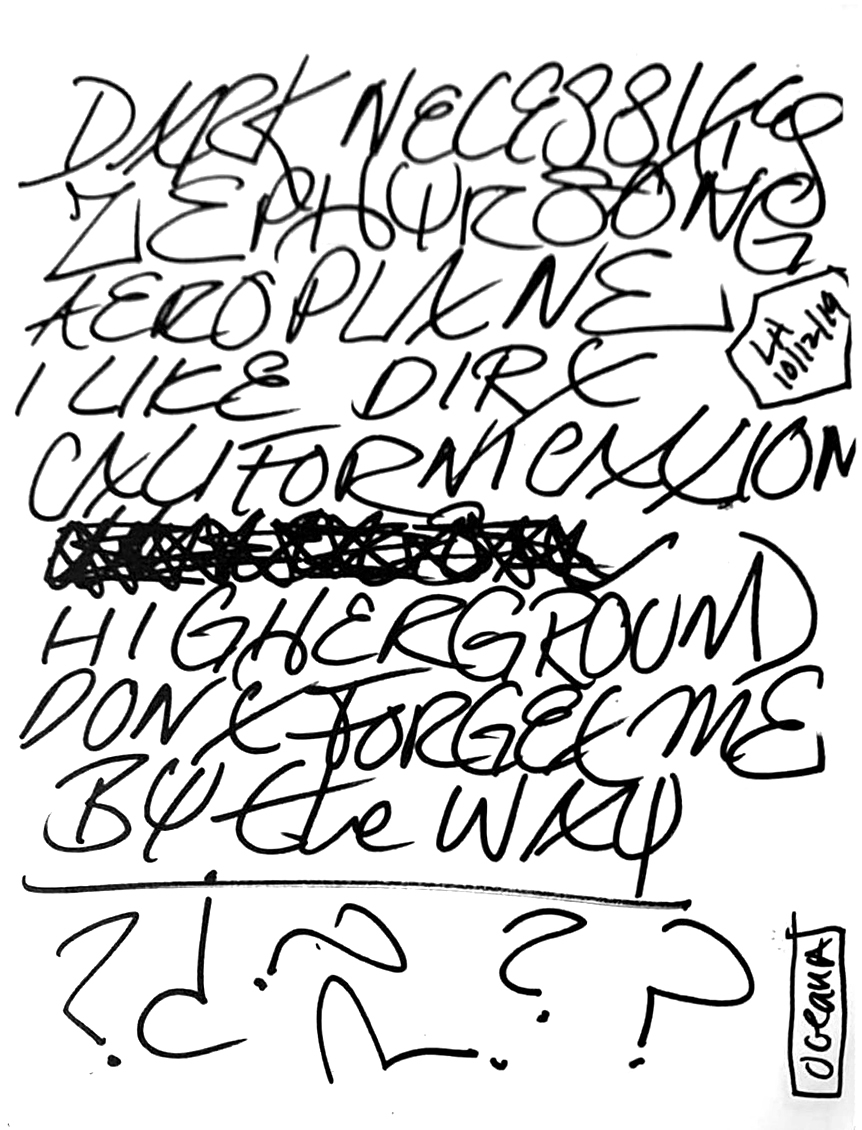 DARK NECESSITIES
ZEPHYR SONG
AEROPLANE
LA
10/12/19
I LIKE DIRT
CALIFORNICATION
HIGHER GROUND
DON'T FORGET ME
BY the WAY
? ? ? ? ? ?
OCEANA